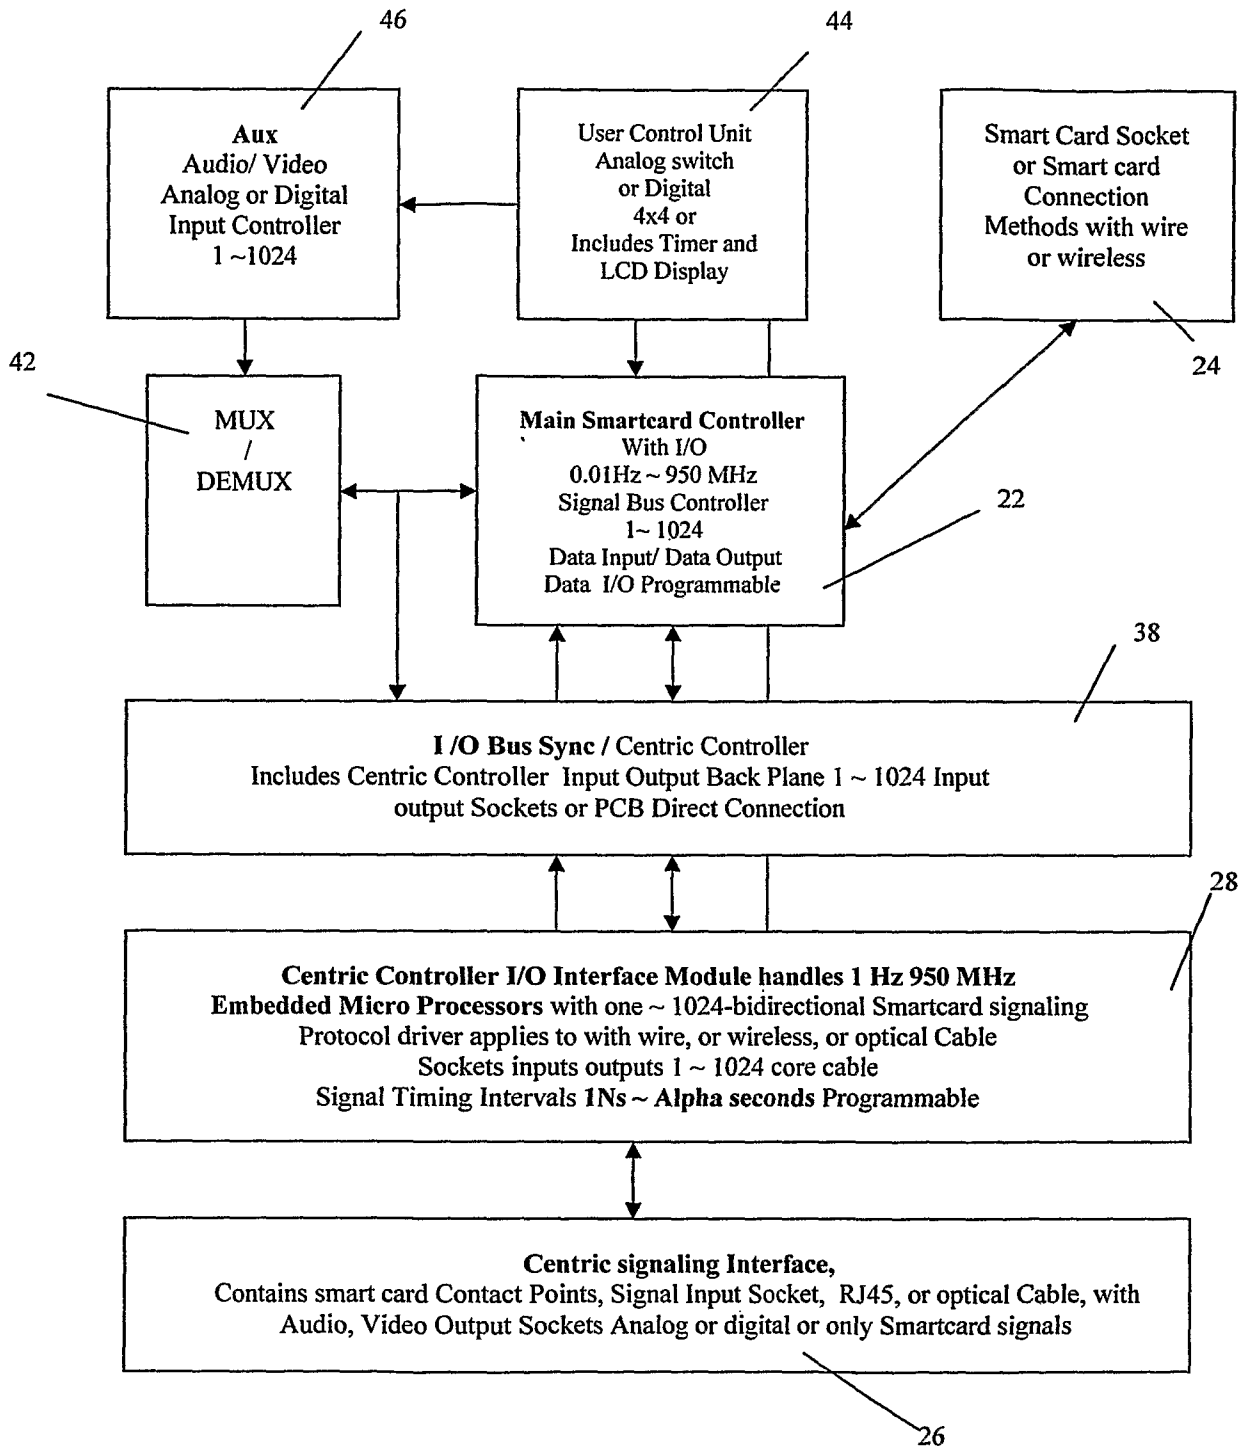 46
44
Aux
Audio/ Video
Analog or Digital
Input Controller
1 ~1024
User Control Unit
Analog switch
or Digital
4x4 or
Includes Timer and
LCD Display
Smart Card Socket
or Smart card
Connection
Methods with wire
or wireless
24
42
MUX
/
DEMUX
Main Smartcard Controller
With I/O
0.01Hz ~ 950 MHz
Signal Bus Controller
1~ 1024
Data Input/ Data Output
Data I/O Programmable
22
38
I /O Bus Sync / Centric Controller
Includes Centric Controller Input Output Back Plane 1 ~ 1024 Input
output Sockets or PCB Direct Connection
28
Centric Controller I/O Interface Module handles 1 Hz 950 MHz
Embedded Micro Processors with one ~ 1024-bidirectional Smartcard signaling
Protocol driver applies to with wire, or wireless, or optical Cable
Sockets inputs outputs 1 ~ 1024 core cable
Signal Timing Intervals 1Ns ~ Alpha seconds Programmable
Centric signaling Interface,
Contains smart card Contact Points, Signal Input Socket, RJ45, or optical Cable, with
Audio, Video Output Sockets Analog or digital or only Smartcard signals
26